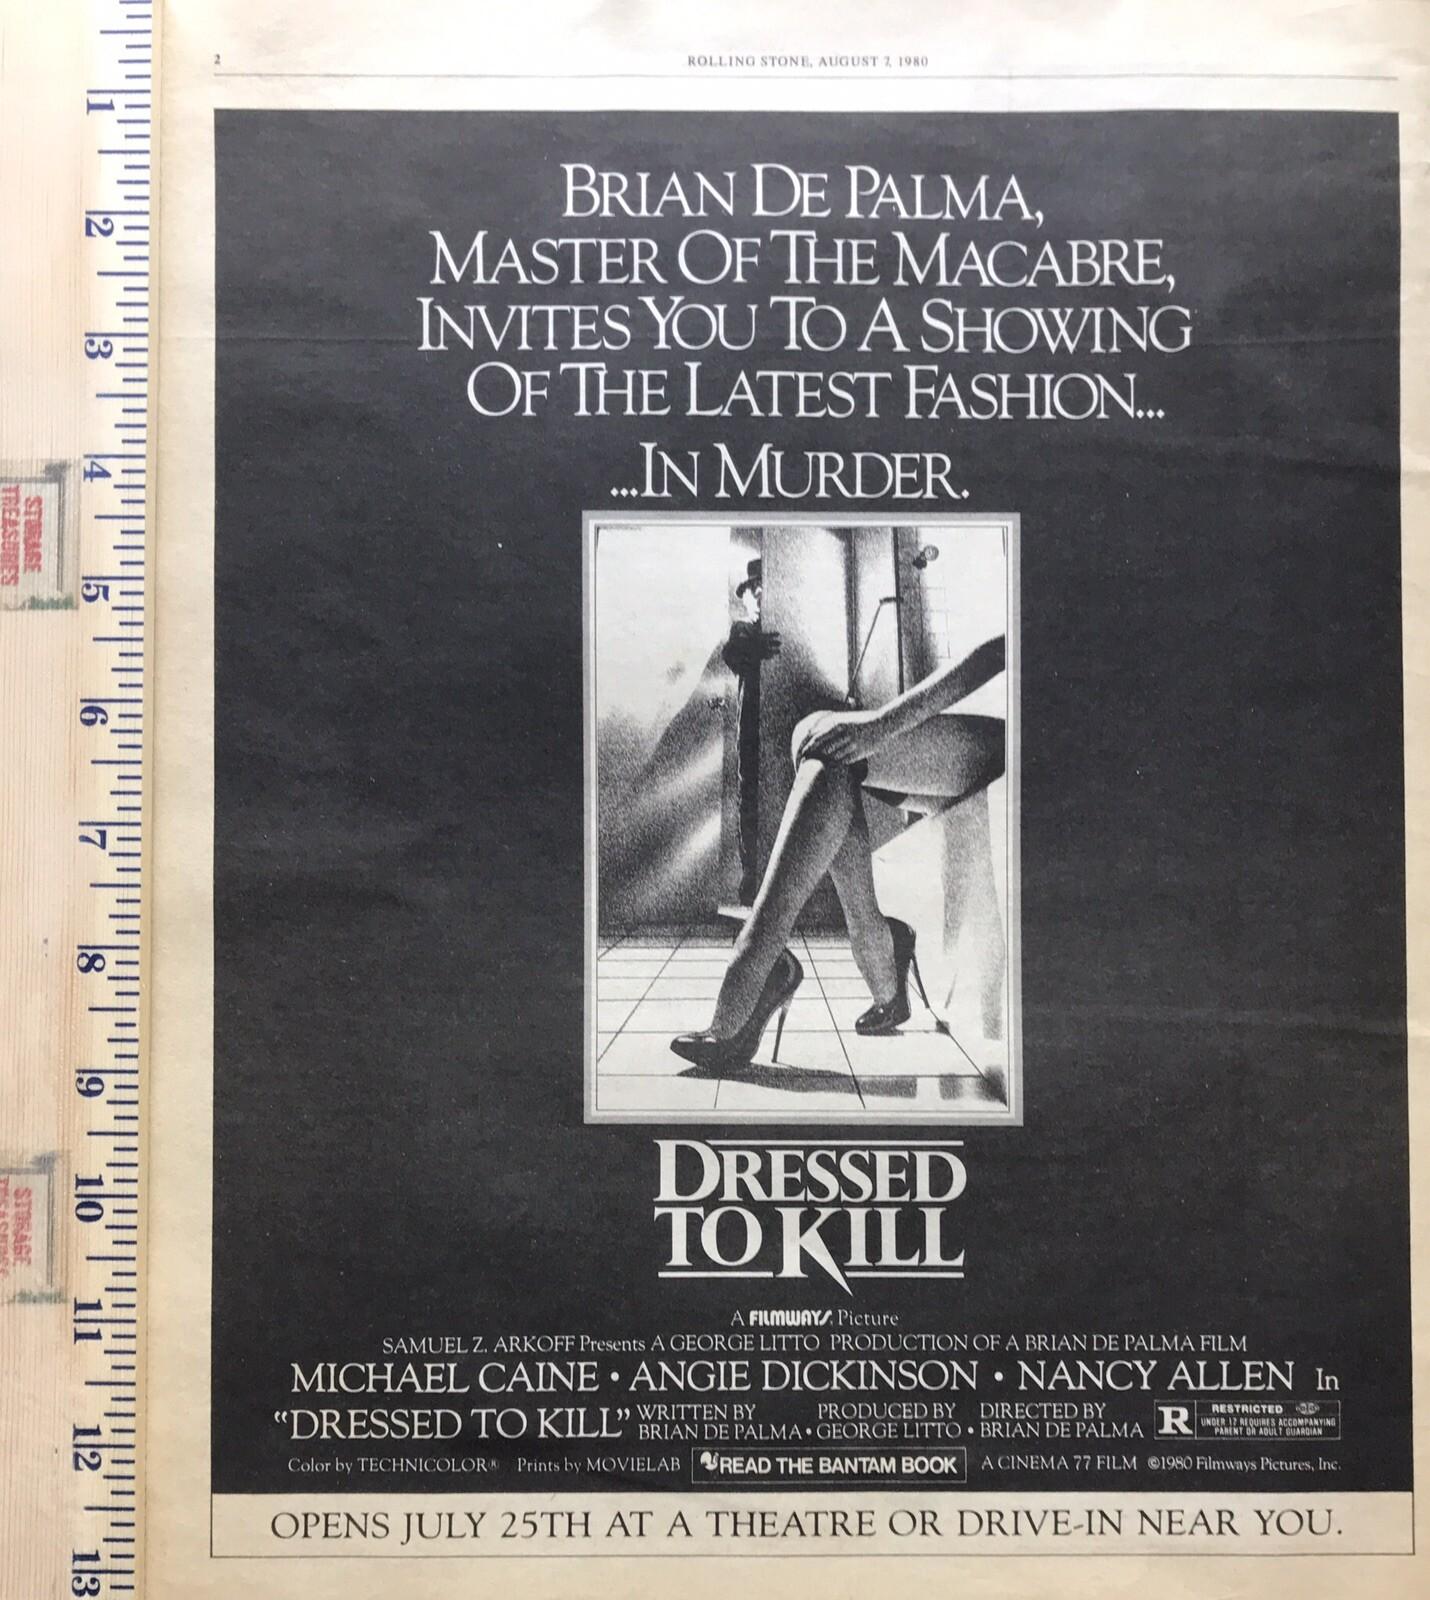 2
ROLLING STONE, AUGUST 7, 1980
BRIAN DE PALMA,
MASTER OF THE MACABRE,
INVITES YOU TO A SHOWING
OF THE LATEST FASHION...
...IN MURDER.
DRESSED
TO KILL
A FILMWAYS Picture
SAMUEL Z. ARKOFF Presents A GEORGE LITTO PRODUCTION OF A BRIAN DE PALMA FILM
MICHAEL CAINE • ANGIE DICKINSON • NANCY ALLEN In
"DRESSED TO KILL" WRITTEN BY BRIAN DE PALMA • PRODUCED BY GEORGE LITTO • DIRECTED BY BRIAN DE PALMA
R RESTRICTED
UNDER 17 REQUIRES ACCOMPANYING
PARENT OR ADULT GUARDIAN
Color by TECHNICOLOR® Prints by MOVIELAB READ THE BANTAM BOOK A CINEMA 77 FILM ©1980 Filmways Pictures, Inc.
OPENS JULY 25TH AT A THEATRE OR DRIVE-IN NEAR YOU.
1
2
3
4
5
6
7
8
9
10
11
12
13
STORAGE
TREASURES
STORAGE